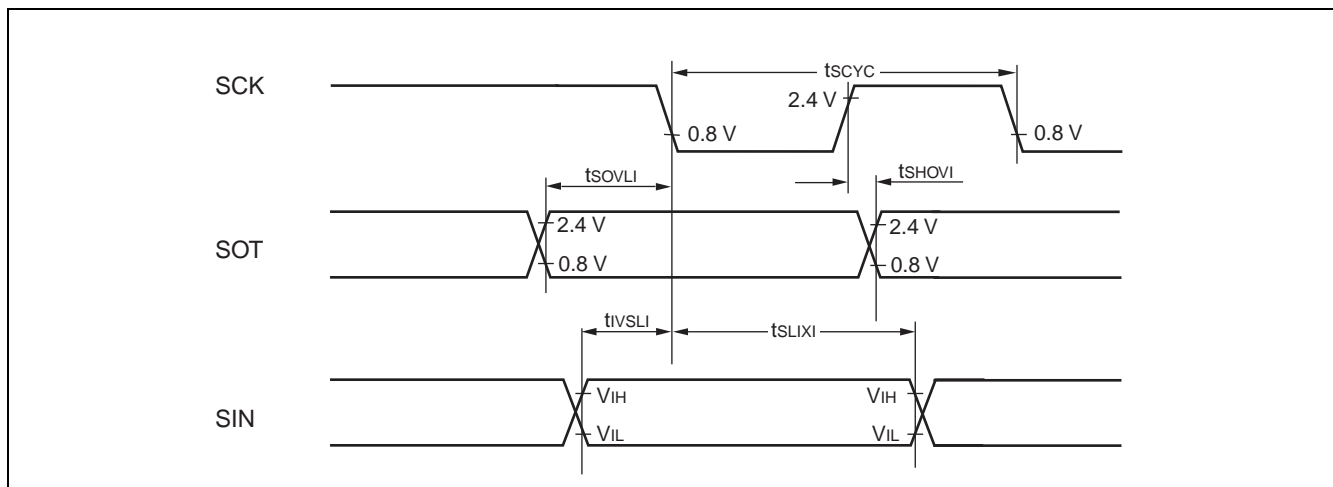 tSCYC
SCK
2.4 V
0.8 V
0.8 V
tSOVLI
tSHOVI
2.4 V
2.4 V
SOT
0.8 V
0.8 V
tIVSLI
tSLIXI
VIH
VIH
SIN
VIL
VIL